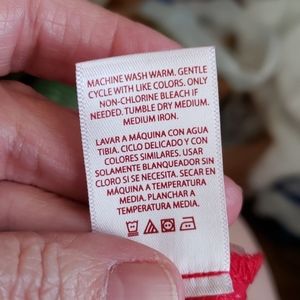 MACHINE WASH WARM. GENTLE
CYCLE WITH LIKE COLORS. ONLY
NON-CHLORINE BLEACH IF
NEEDED. TUMBLE DRY MEDIUM.
MEDIUM IRON.
LAVAR A MÁQUINA CON AGUA
TIBIA. CICLO DELICADO Y CON
COLORES SIMILARES. USAR
SOLAMENTE BLANQUEADOR SIN
CLORO SI SE NECESITA. SECAR EN
MÁQUINA A TEMPERATURA
MEDIA. PLANCHAR A
TEMPERATURA MEDIA.